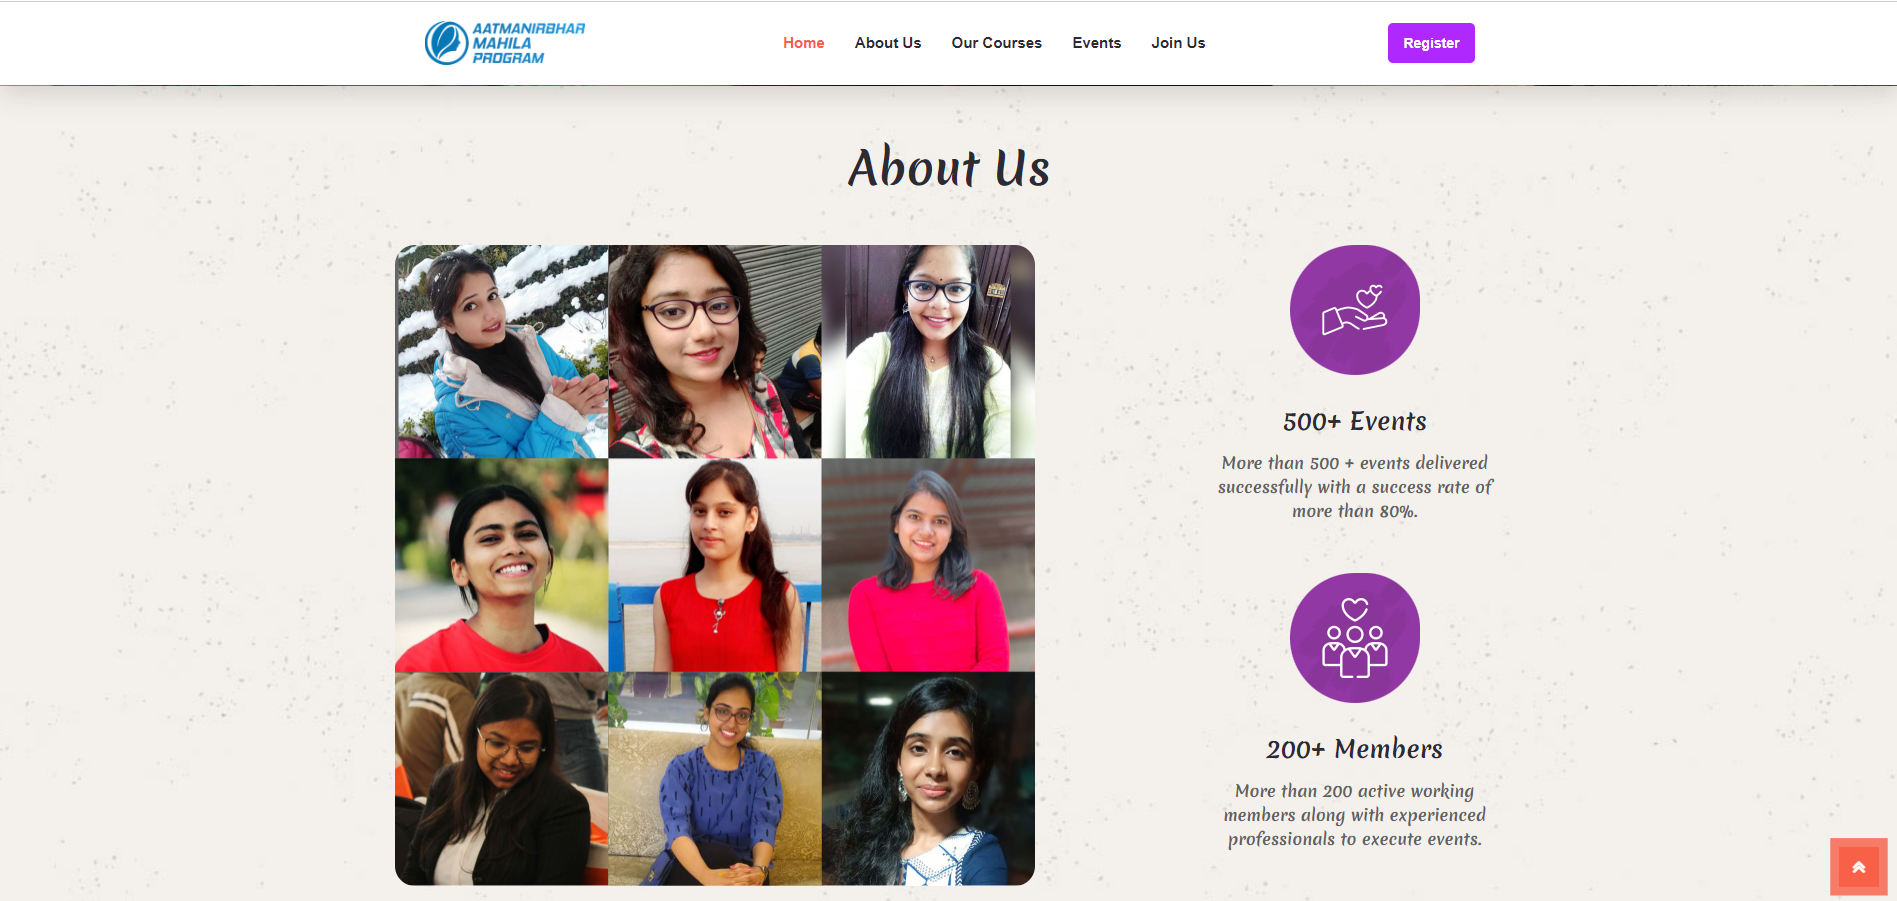 AATMANIRBHAR
MAHILA
PROGRAM
Home
About Us
Our Courses
Events
Join Us
Register
About Us
500+ Events
More than 500 + events delivered
successfully with a success rate of
more than 80%.
200+ Members
More than 200 active working
members along with experienced
professionals to execute events.